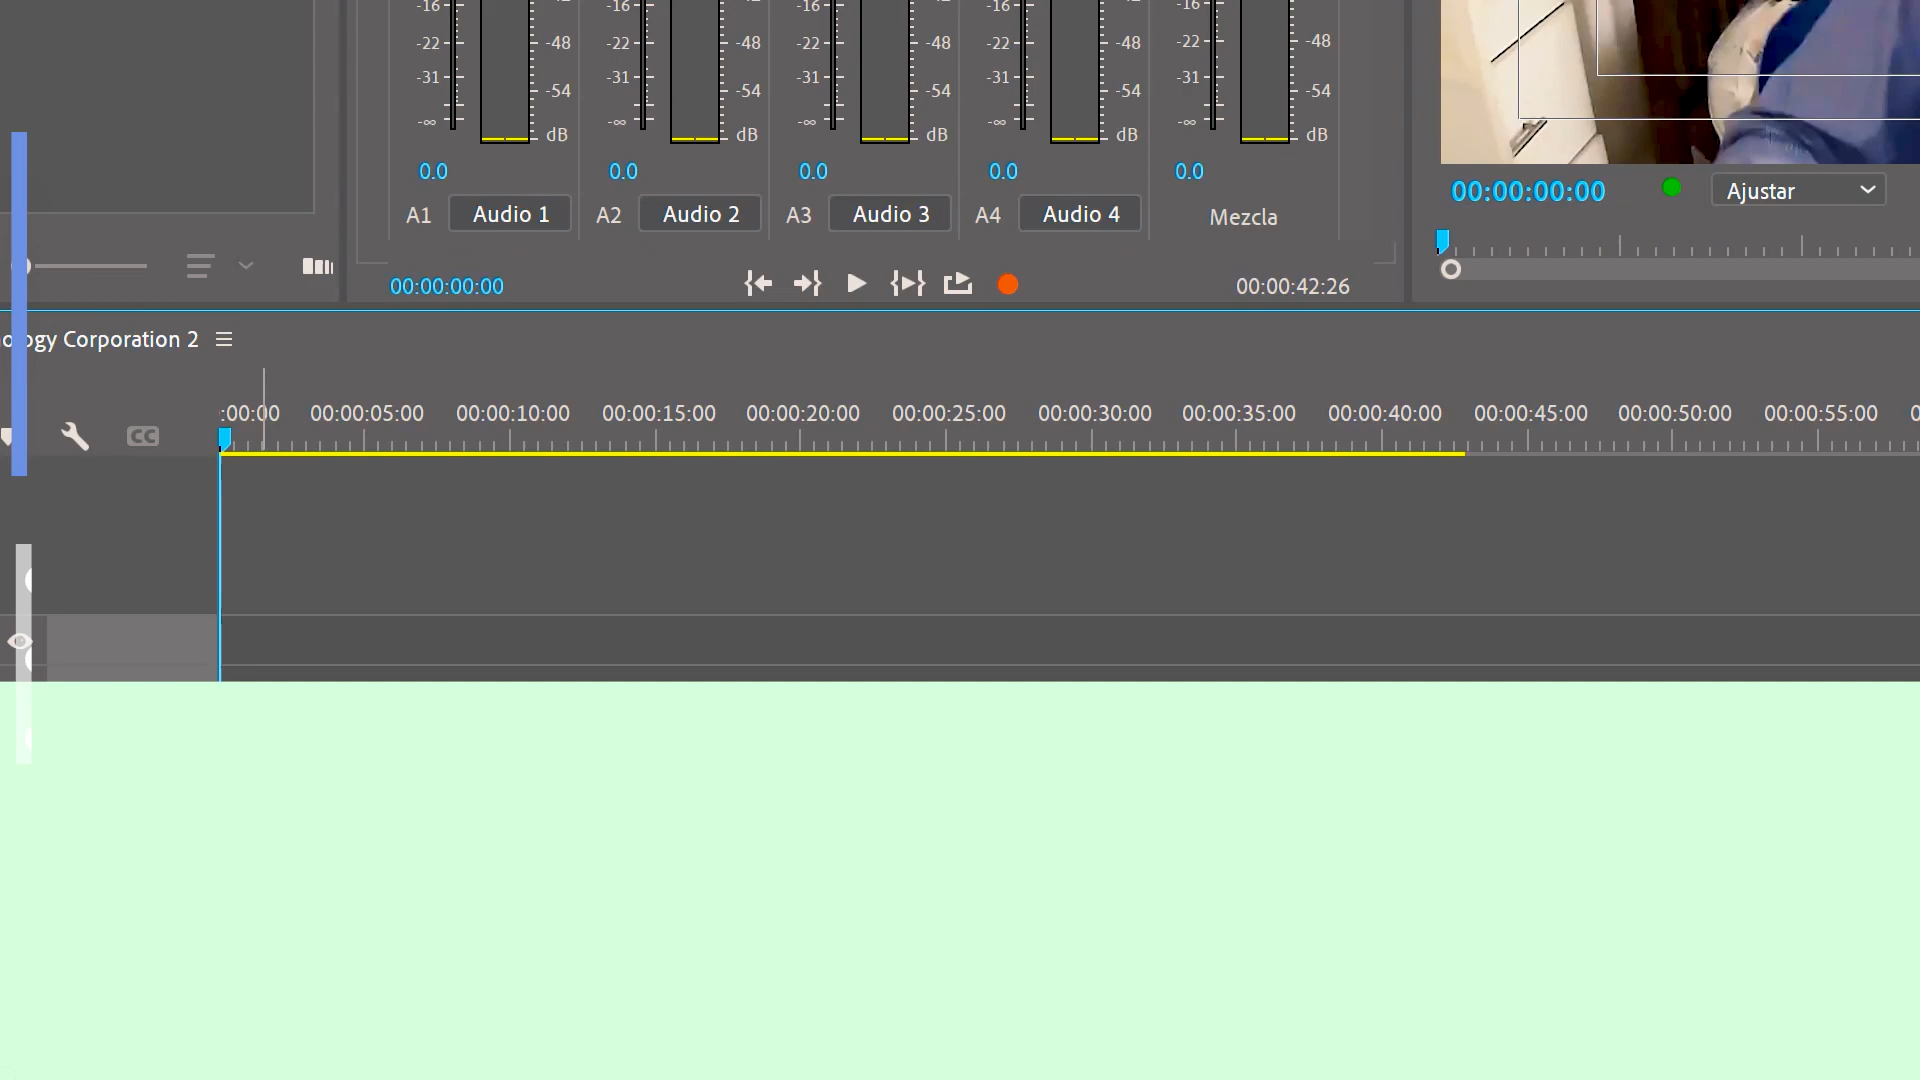 -16 -16 -16 -16 -16
-22 -48 -22 -48 -22 -48 -22 -48 -22 -48
-31 -54 -31 -54 -31 -54 -31 -54 -31 -54
-∞ dB -∞ dB -∞ dB -∞ dB -∞ dB
0.0 0.0 0.0 0.0 0.0
A1 Audio 1 A2 Audio 2 A3 Audio 3 A4 Audio 4 Mezcla
00:00:00:00 Ajustar
00:00:00:00 00:00:42:26
Corporation 2
CC
:00:00 00:00:05:00 00:00:10:00 00:00:15:00 00:00:20:00 00:00:25:00 00:00:30:00 00:00:35:00 00:00:40:00 00:00:45:00 00:00:50:00 00:00:55:00